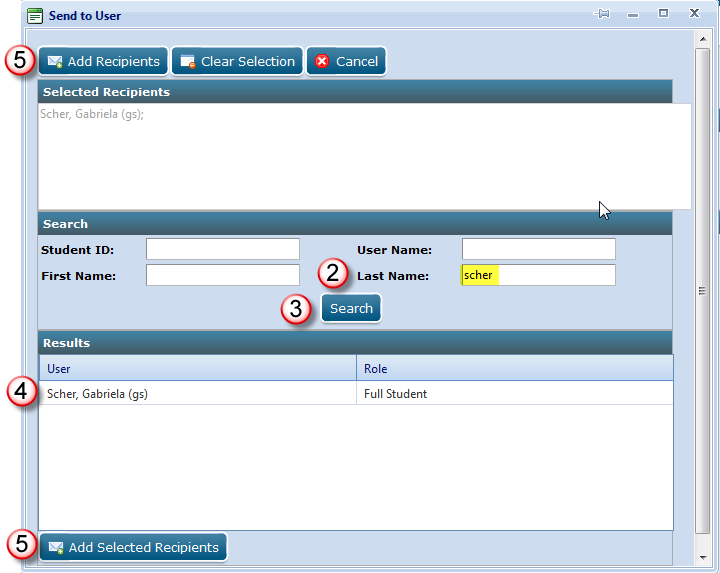 Send to User
5 Add Recipients Clear Selection Cancel
Selected Recipients
Scher, Gabriela (gs);
Search
Student ID: User Name:
First Name: 2 Last Name: scher
3 Search
Results
User Role
4 Scher, Gabriela (gs) Full Student
5 Add Selected Recipients